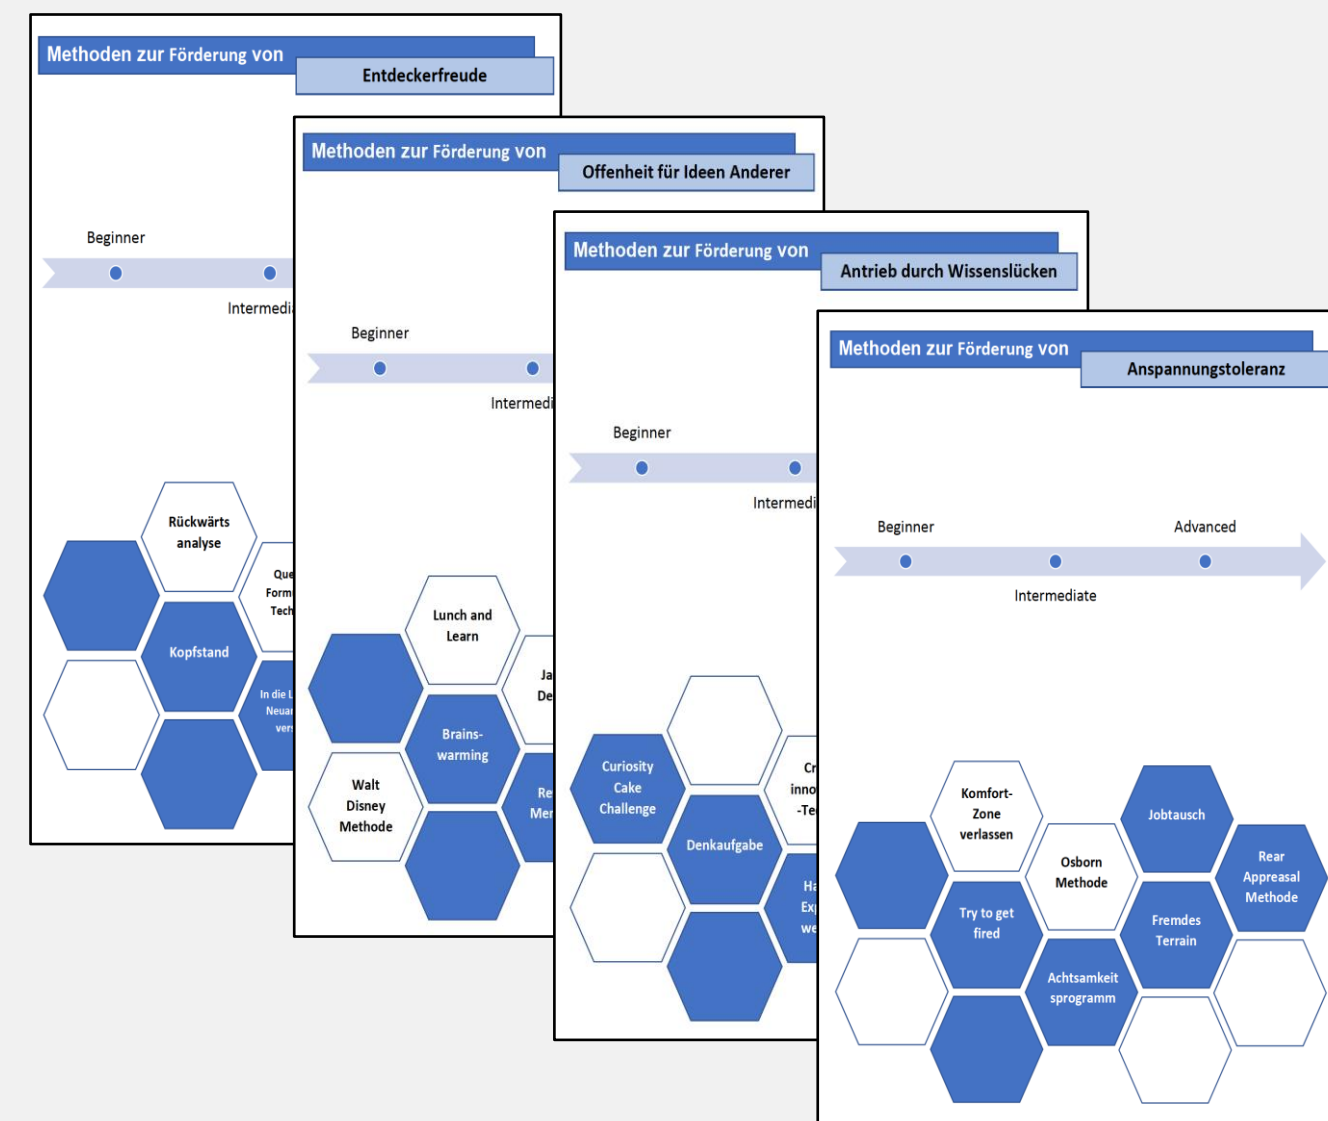 Methoden zur Förderung von
Entdeckerfreude
Beginner
Rückwärts
analyse
Kopfstand
In die
Methoden zur Förderung von
Offenheit für Ideen Anderer
Beginner
Lunch and
Learn
Brains-
warming
Walt
Disney
Methode
Methoden zur Förderung von
Antrieb durch Wissenslücken
Beginner
Curiosity
Cake
Challenge
Denkaufgabe
Methoden zur Förderung von
Anspannungstoleranz
Beginner
Advanced
Intermediate
Komfort-
Zone
verlassen
Jobtausch
Osborn
Methode
Rear
Appreasal
Methode
Try to get
fired
Fremdes
Terrain
Achtsamkeit
sprogramm